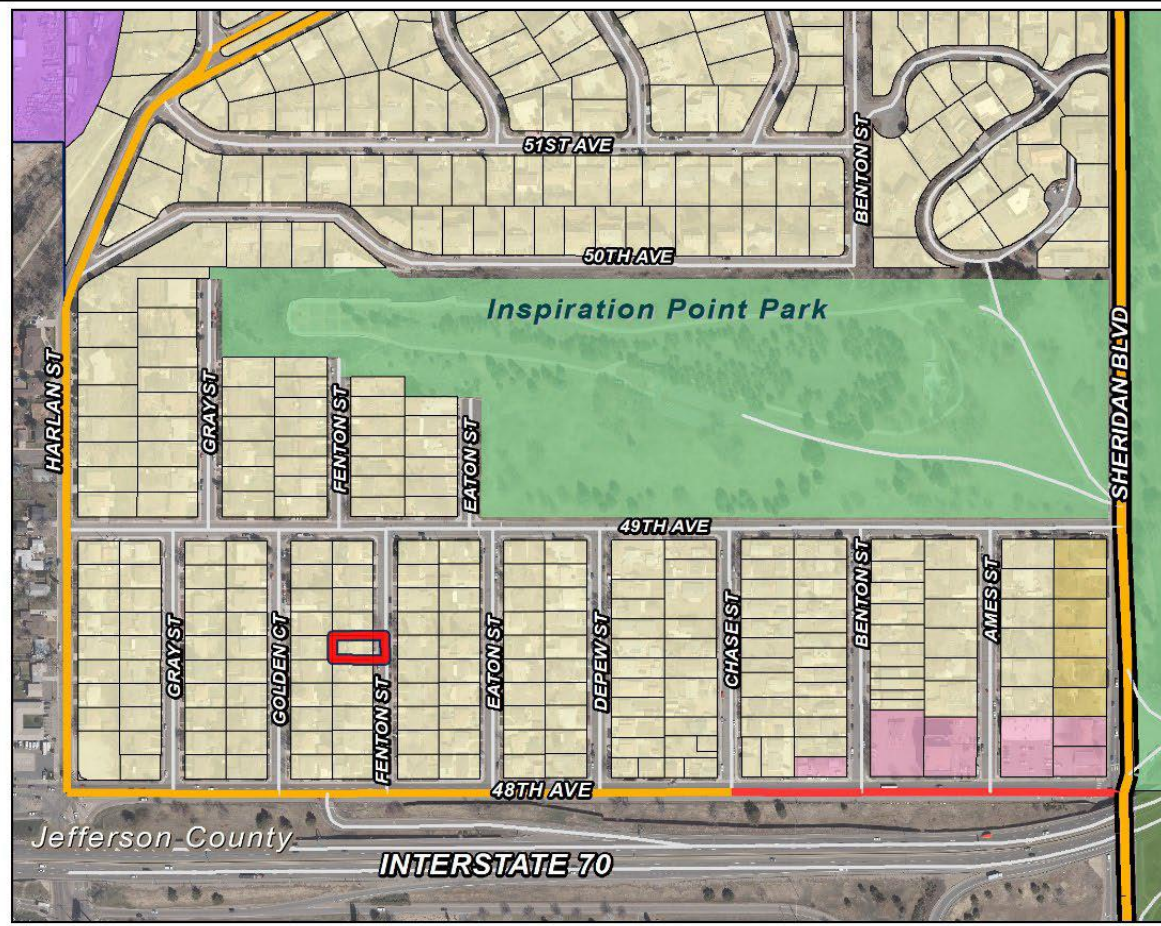 51ST AVE
BENTON ST
50TH AVE
Inspiration Point Park
SHERIDAN BLVD
HARLAN ST
GRAY ST
FENTON ST
EATON ST
49TH AVE
GRAY ST
GOLDEN CT
FENTON ST
EATON ST
DEPEW ST
CHASE ST
BENTON ST
AMES ST
48TH AVE
Jefferson County
INTERSTATE 70